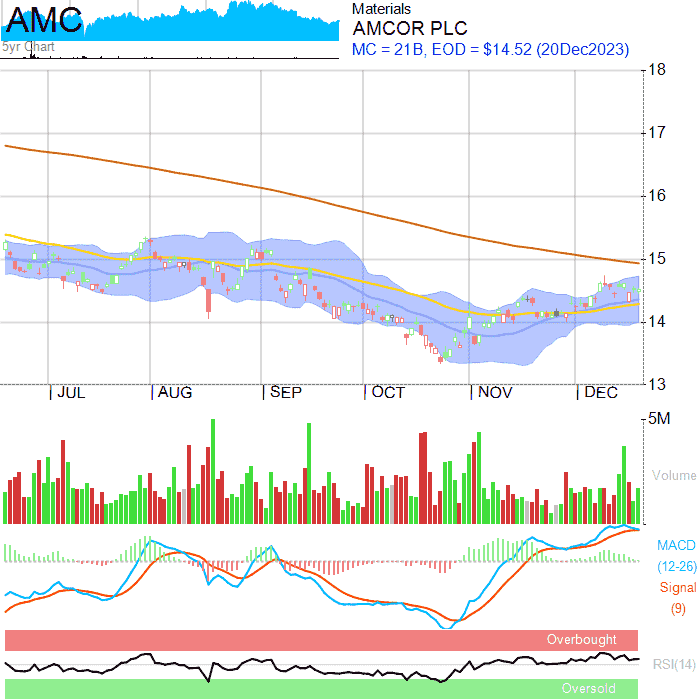 AMC
5yr Chart
Materials
AMCOR PLC
MC = 21B, EOD = $14.52 (20Dec2023)
18
17
16
15
14
13
JUL AUG SEP OCT NOV DEC
5M
Volume
MACD
(12-26)
Signal
(9)
Overbought
RSI(14)
Oversold